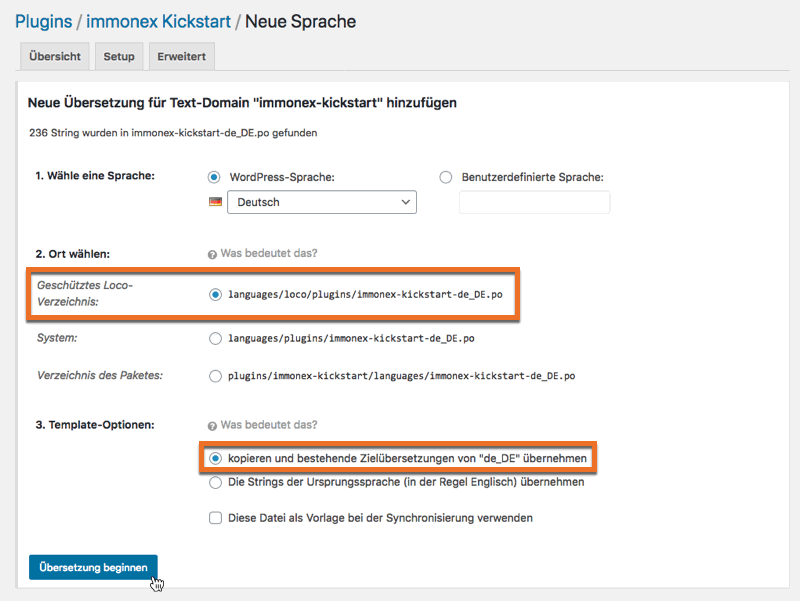 Plugins / immonex Kickstart / Neue Sprache
Übersicht Setup Erweitert
Neue Übersetzung für Text-Domain "immonex-kickstart" hinzufügen
236 String wurden in immonex-kickstart-de_DE.po gefunden
1. Wähle eine Sprache: WordPress-Sprache: Benutzerdefinierte Sprache:
Deutsch
2. Ort wählen: Was bedeutet das?
Geschütztes Loco-
Verzeichnis: languages/loco/plugins/immonex-kickstart-de_DE.po
System: languages/plugins/immonex-kickstart-de_DE.po
Verzeichnis des Paketes: plugins/immonex-kickstart/languages/immonex-kickstart-de_DE.po
3. Template-Optionen: Was bedeutet das?
kopieren und bestehende Zielübersetzungen von "de_DE" übernehmen
Die Strings der Ursprungssprache (in der Regel Englisch) übernehmen
Diese Datei als Vorlage bei der Synchronisierung verwenden
Übersetzung beginnen